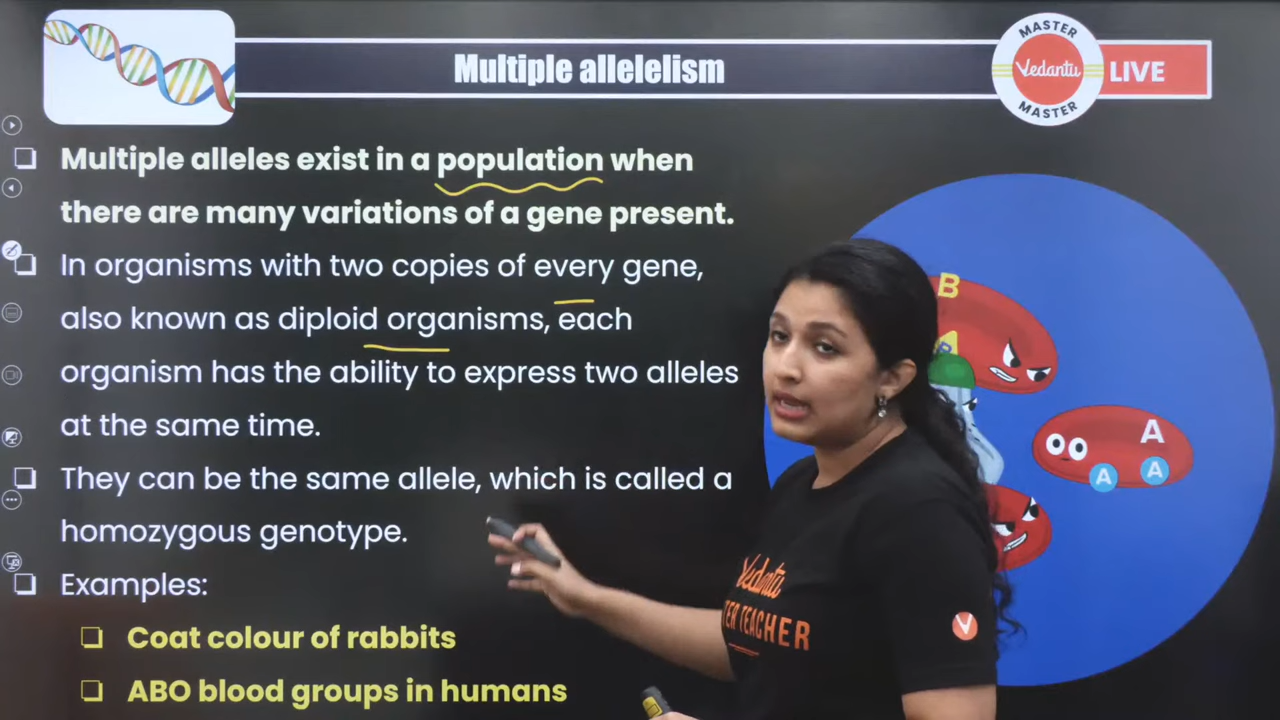 Multiple allelelism
MASTER
Vedantu
MASTER
LIVE
❑ Multiple alleles exist in a population when
there are many variations of a gene present.
❑ In organisms with two copies of every gene,
also known as diploid organisms, each
organism has the ability to express two alleles
at the same time.
❑ They can be the same allele, which is called a
homozygous genotype.
❑ Examples:
❑ Coat colour of rabbits
❑ ABO blood groups in humans
B
A
A
A
Vedantu
TER TEACHER
V